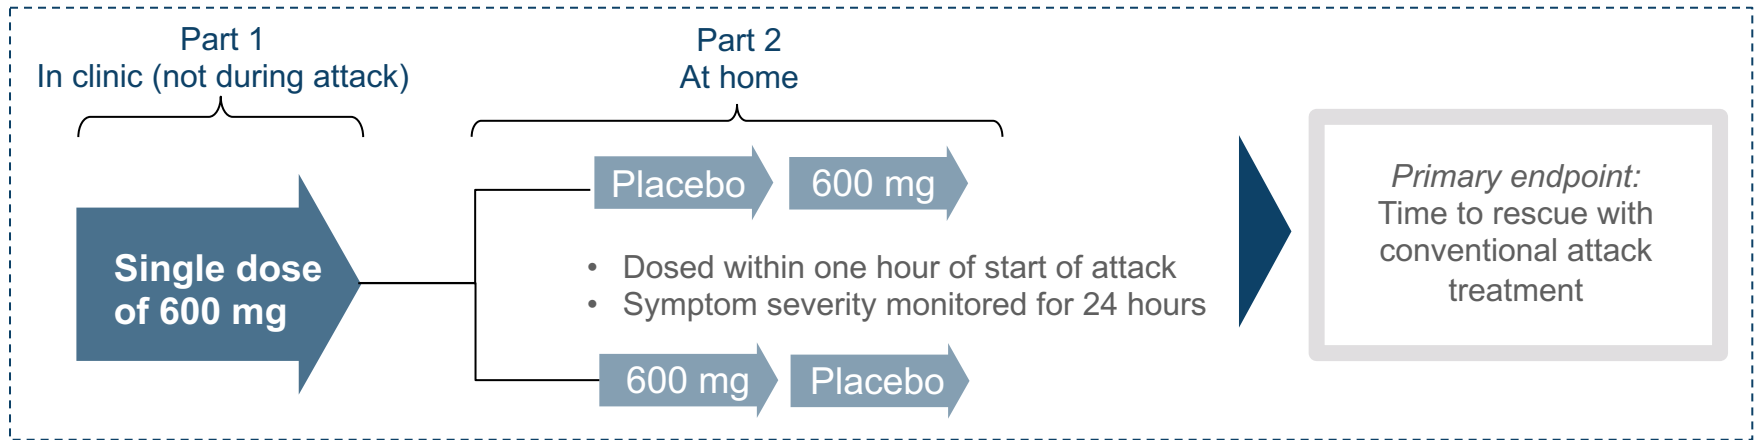 Part 1
In clinic (not during attack)
Part 2
At home
Single dose
of 600 mg
Placebo
600 mg
• Dosed within one hour of start of attack
• Symptom severity monitored for 24 hours
600 mg
Placebo
Primary endpoint:
Time to rescue with
conventional attack
treatment